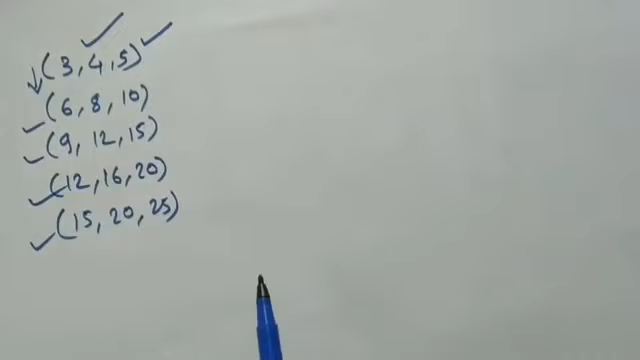 (3, 4, 5)
(6, 8, 10)
(9, 12, 15)
(12, 16, 20)
(15, 20, 25)